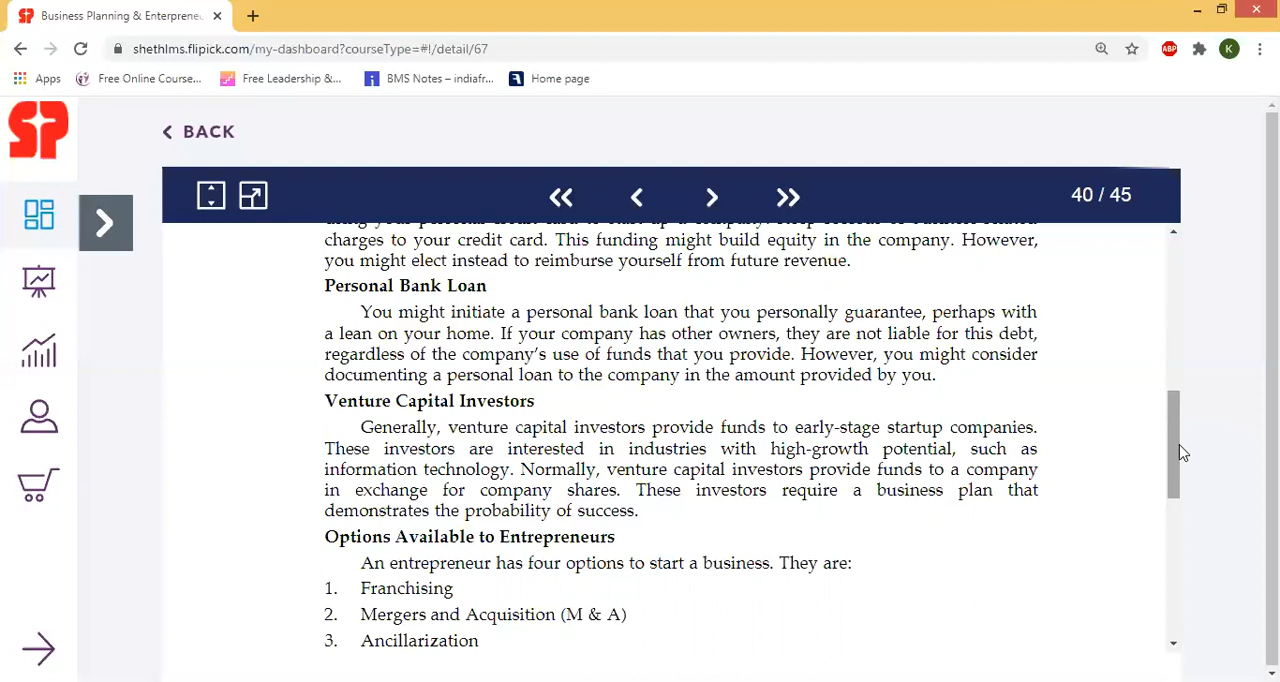 SP Business Planning & Enterprene
shethlms.flipick.com/my-dashboard?courseType=#!/detail/67
ABP
K
Apps Free Online Course... Free Leadership &... BMS Notes – indiafr... Home page
SP
BACK
40 / 45
charges to your credit card. This funding might build equity in the company. However,
you might elect instead to reimburse yourself from future revenue.
Personal Bank Loan
You might initiate a personal bank loan that you personally guarantee, perhaps with
a lean on your home. If your company has other owners, they are not liable for this debt,
regardless of the company's use of funds that you provide. However, you might consider
documenting a personal loan to the company in the amount provided by you.
Venture Capital Investors
Generally, venture capital investors provide funds to early-stage startup companies.
These investors are interested in industries with high-growth potential, such as
information technology. Normally, venture capital investors provide funds to a company
in exchange for company shares. These investors require a business plan that
demonstrates the probability of success.
Options Available to Entrepreneurs
An entrepreneur has four options to start a business. They are:
1. Franchising
2. Mergers and Acquisition (M & A)
3. Ancillarization